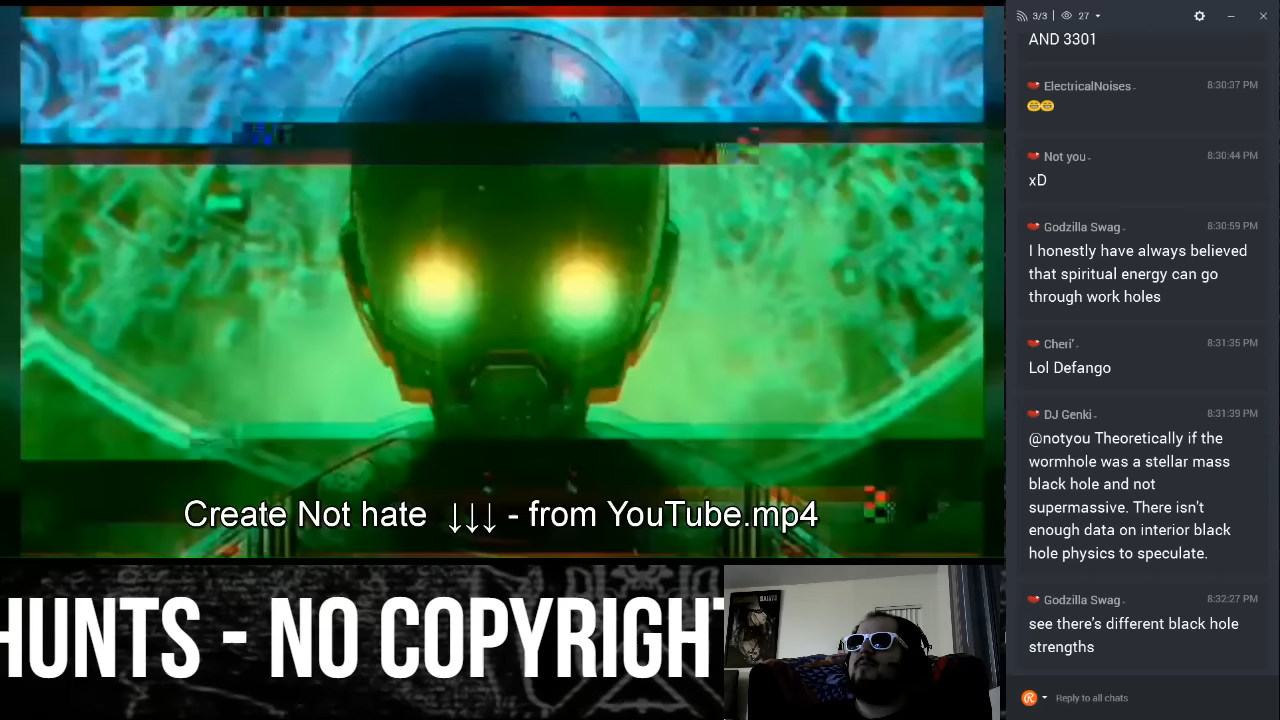 3/3 27
AND 3301
ElectricalNoises
8:30:37 PM
Not you
8:30:44 PM
xD
Godzilla Swag
8:30:59 PM
I honestly have always believed
that spiritual energy can go
through work holes
Cheri'
8:31:35 PM
Lol Defango
DJ Genki
8:31:39 PM
@notyou Theoretically if the
wormhole was a stellar mass
black hole and not
supermassive. There isn't
enough data on interior black
hole physics to speculate.
Godzilla Swag
8:32:27 PM
see there's different black hole
strengths
Reply to all chats
Create Not hate ↓↓↓ - from YouTube.mp4
HUNTS - NO COPYRIGHT